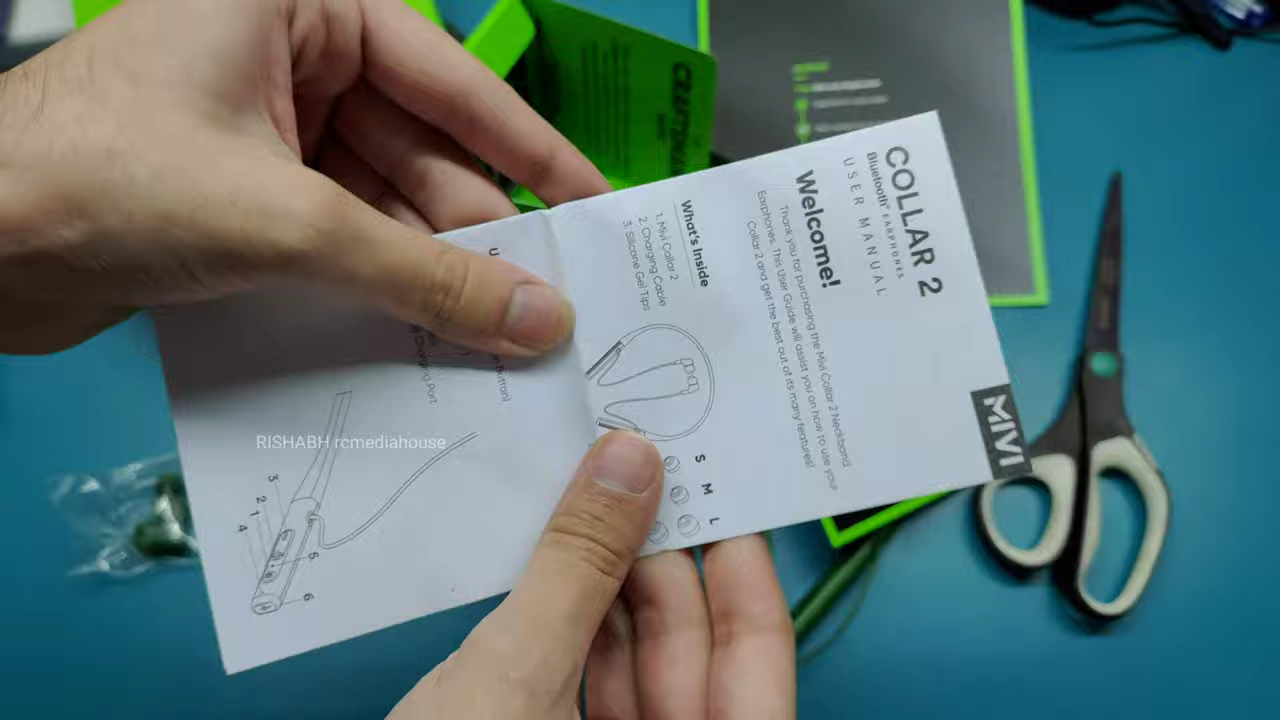 COLLAR 2
Bluetooth® EARPHONES
USER MANUAL
MIVI
Welcome!
Thank you for purchasing the Mivi Collar 2 Neckband
Earphones. This User Guide will assist you on how to use your
Collar 2 and get the best out of its many features!
What's Inside
1. Mivi Collar 2
2. Charging Cable
3. Silicone Gel Tips
S
M
L
U
n Button)
Charging Port
3
2
1
4
5
6
RISHABH rcmediahouse